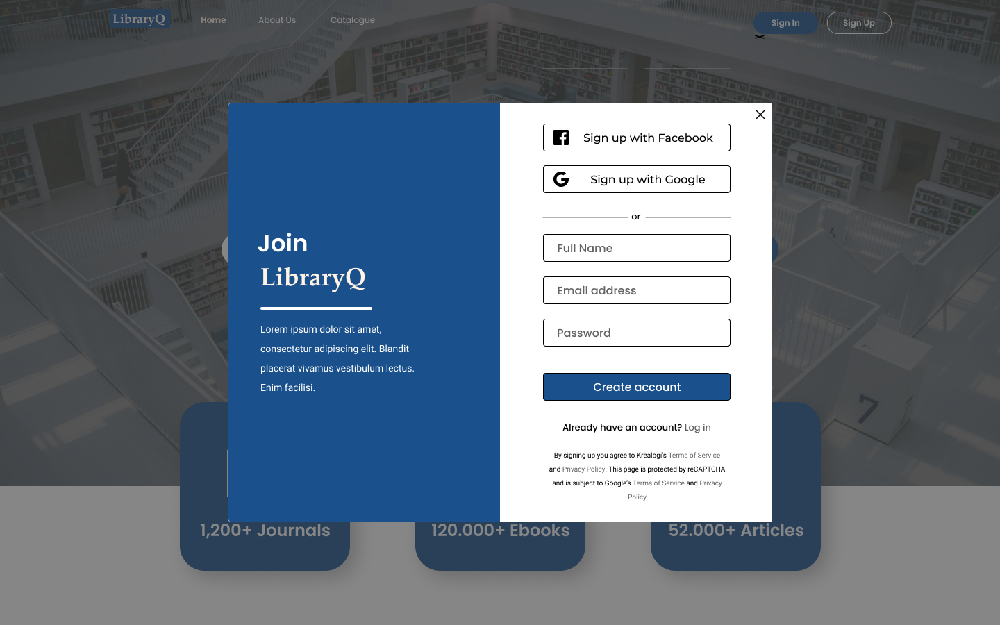 LibraryQ
Home
About Us
Catalogue
Sign In
Sign Up
Join
LibraryQ
Lorem ipsum dolor sit amet,
consectetur adipiscing elit. Blandit
placerat vivamus vestibulum lectus.
Enim facilisi.
Sign up with Facebook
Sign up with Google
or
Full Name
Email address
Password
Create account
Already have an account? Log in
By signing up you agree to Krealogi's Terms of Service
and Privacy Policy. This page is protected by reCAPTCHA
and is subject to Google's Terms of Service and Privacy
Policy
7
1,200+ Journals
120.000+ Ebooks
52.000+ Articles